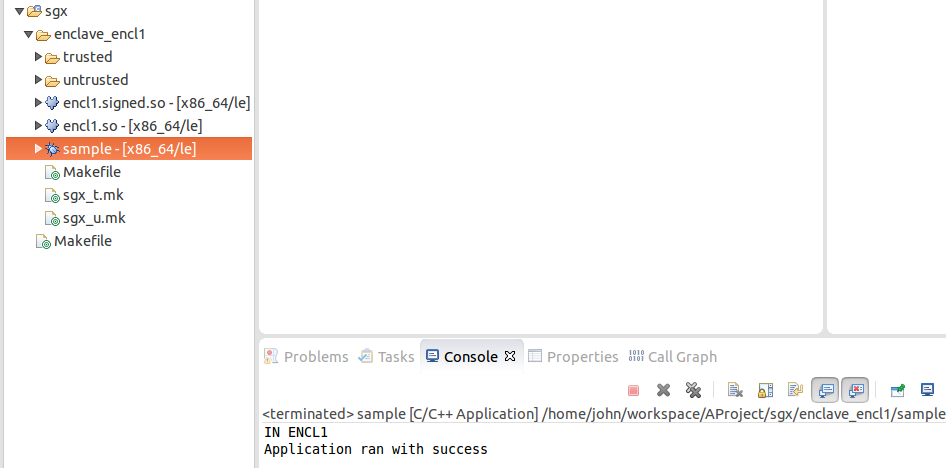 sgx
enclave_encl1
trusted
untrusted
encl1.signed.so - [x86_64/le]
encl1.so - [x86_64/le]
sample - [x86_64/le]
Makefile
sgx_t.mk
sgx_u.mk
Makefile
Problems Tasks Console Properties Call Graph
<terminated> sample [C/C++ Application] /home/john/workspace/AProject/sgx/enclave_encl1/sample
IN ENCL1
Application ran with success